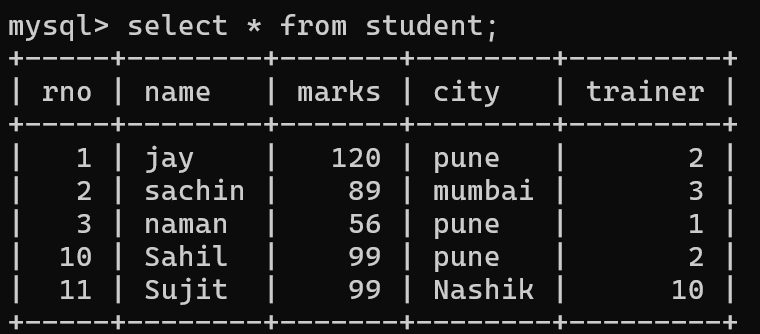 mysql> select * from student;
+-----+--------+-------+--------+---------+
| rno | name   | marks | city   | trainer |
+-----+--------+-------+--------+---------+
|   1 | jay    |   120 | pune   |       2 |
|   2 | sachin |    89 | mumbai |       3 |
|   3 | naman  |    56 | pune   |       1 |
|  10 | Sahil  |    99 | pune   |       2 |
|  11 | Sujit  |    99 | Nashik |      10 |
+-----+--------+-------+--------+---------+